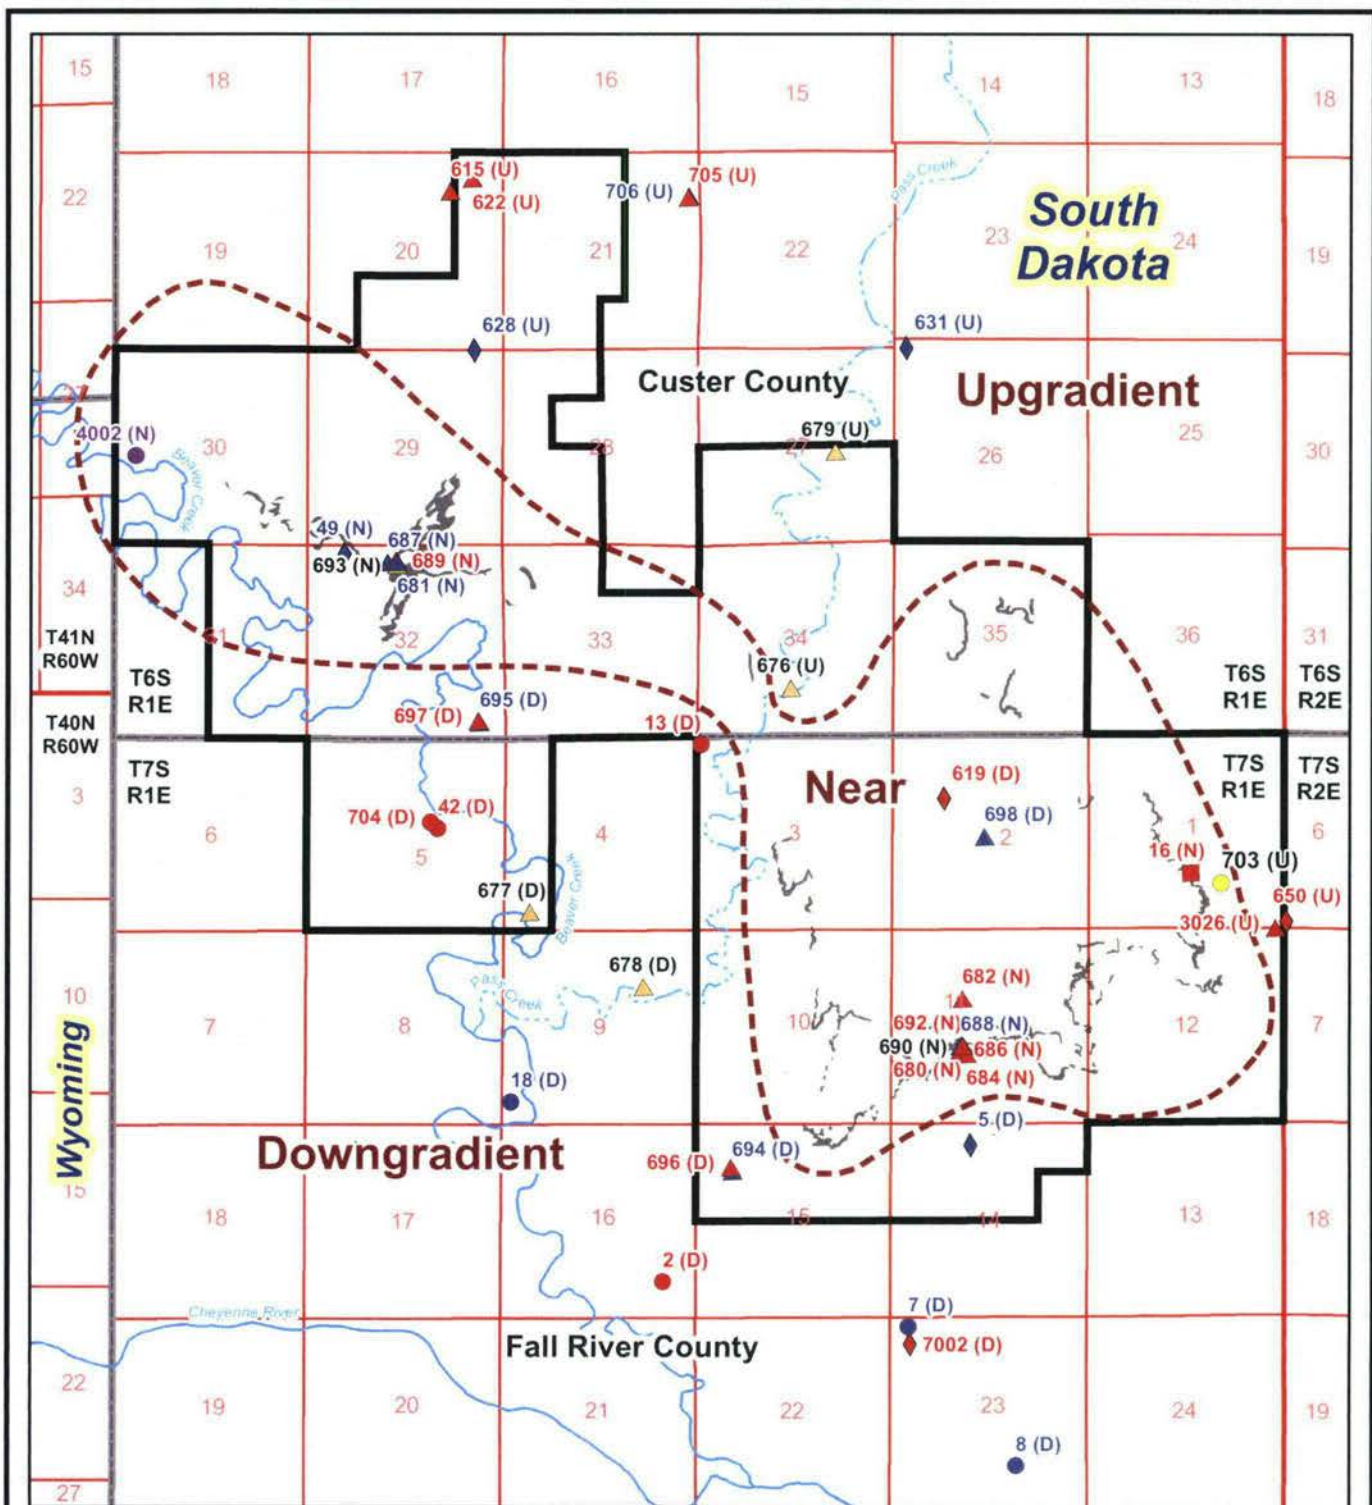 15
18
17
16
15
14
13
18
Pass Creek
615 (U)
705 (U)
706 (U)
622 (U)
22
South
Dakota
19
20
21
22
23
24
19
628 (U)
631 (U)
Custer County
Upgradient
27
4002 (N)
679 (U)
30
29
28
27
26
25
30
Beaver Creek
49 (N)
687 (N)
693 (N)
689 (N)
681 (N)
34
T41N
R60W
31
32
33
34
35
36
31
676 (U)
T6S
R1E
T6S
R1E
T6S
R2E
695 (D)
697 (D)
13 (D)
T40N
R60W
T7S
R1E
T7S
R1E
T7S
R2E
3
Near
619 (D)
698 (D)
704 (D)
42 (D)
6
5
4
3
2
1
6
16 (N)
703 (U)
677 (D)
Beaver Creek
650 (U)
3026 (U)
678 (D)
Pass Creek
682 (N)
10
7
8
9
10
1
12
7
692 (N)
688 (N)
690 (N)
686 (N)
680 (N)
684 (N)
18 (D)
5 (D)
Wyoming
Downgradient
696 (D)
694 (D)
15
18
17
16
15
14
13
18
2 (D)
7 (D)
Cheyenne River
Fall River County
7002 (D)
22
19
20
21
22
23
24
19
8 (D)
27